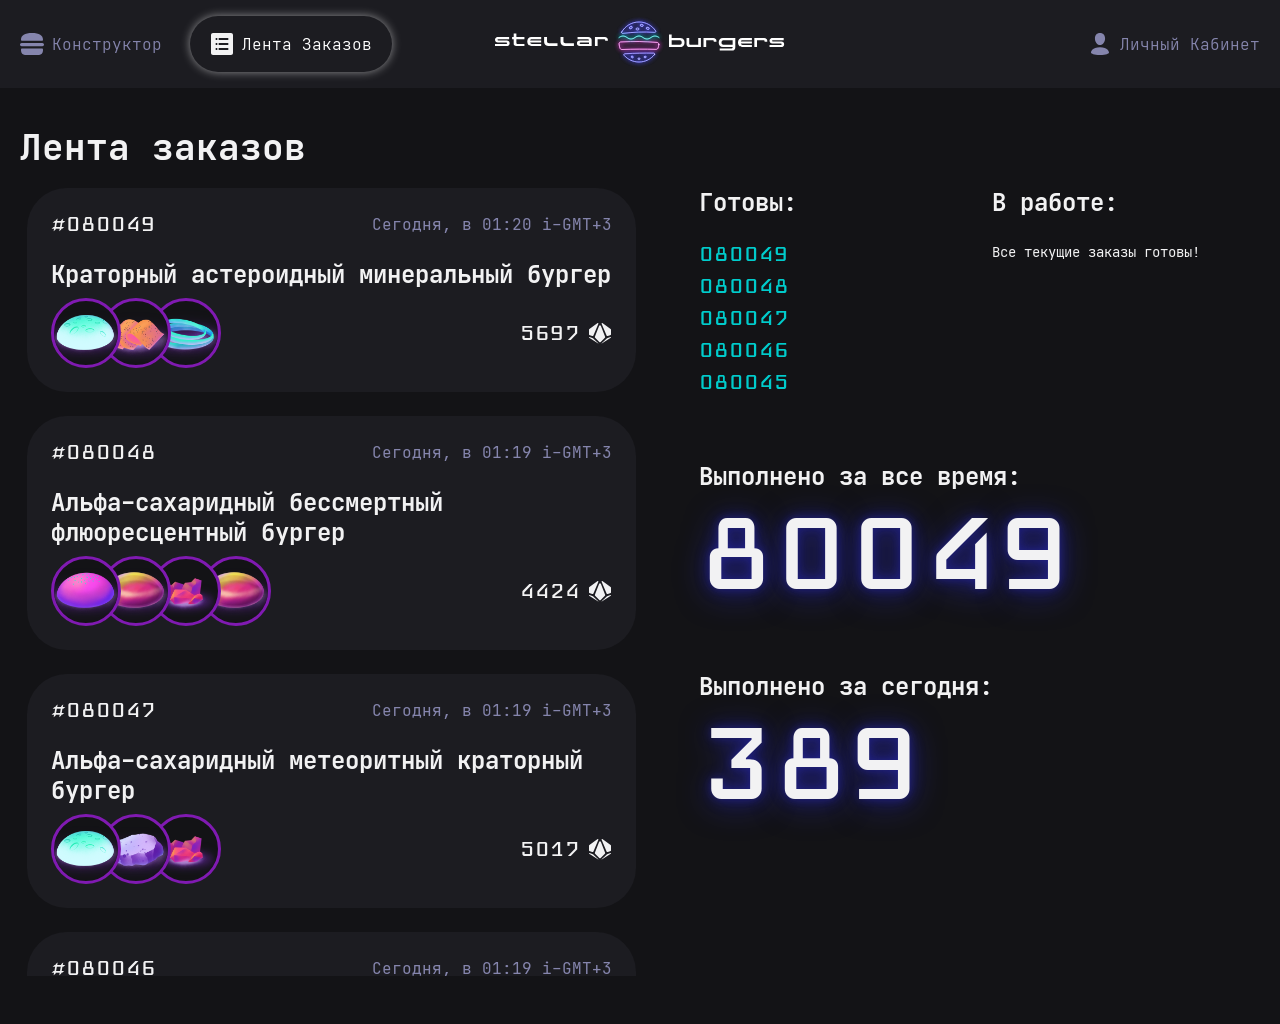 Конструктор
Лента Заказов
stellar burgers
Личный Кабинет
Лента заказов
#080049
Сегодня, в 01:20 i-GMT+3
Краторный астероидный минеральный бургер
5697
#080048
Сегодня, в 01:19 i-GMT+3
Альфа-сахаридный бессмертный
флюоресцентный бургер
4424
#080047
Сегодня, в 01:19 i-GMT+3
Альфа-сахаридный метеоритный краторный
бургер
5017
#080046
Сегодня, в 01:19 i-GMT+3
Готовы:
080049
080048
080047
080046
080045
В работе:
Все текущие заказы готовы!
Выполнено за все время:
80049
Выполнено за сегодня:
389